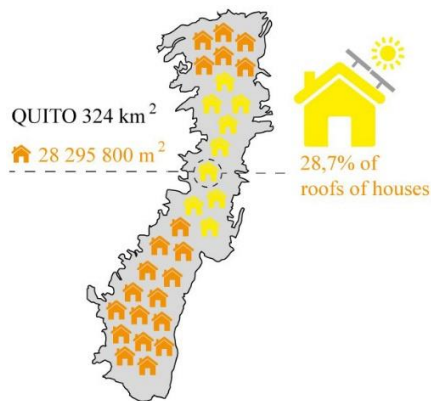 QUITO 324 km²
28 295 800 m²
28,7% of
roofs of houses